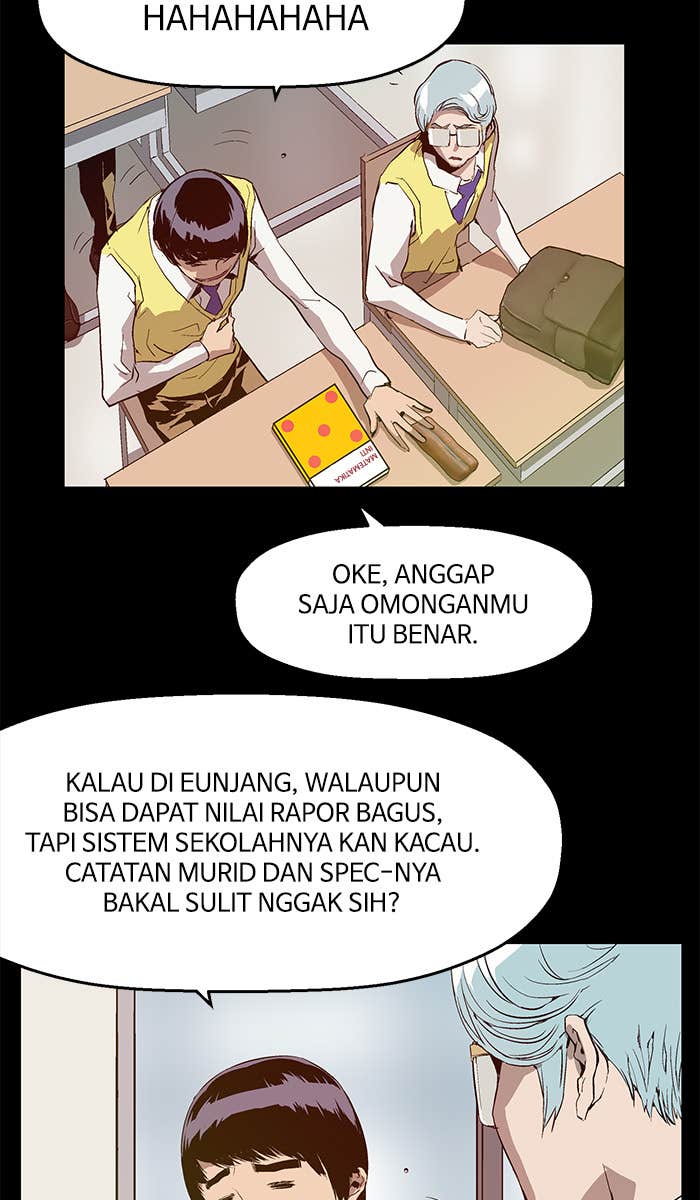 HAHAHAHAHA
MATEMATIKA
INTI
OKE, ANGGAP
SAJA OMONGANMU
ITU BENAR.
KALAU DI EUNJANG, WALAUPUN
BISA DAPAT NILAI RAPOR BAGUS,
TAPI SISTEM SEKOLAHNYA KAN KACAU.
CATATAN MURID DAN SPEC-NYA
BAKAL SULIT NGGAK SIH?